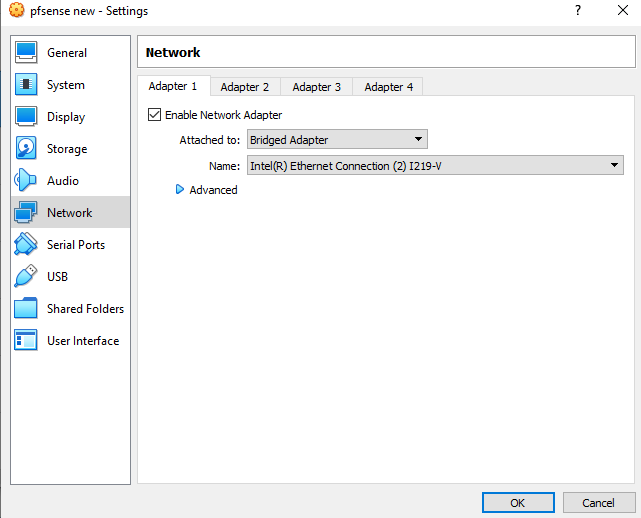 pfsense new - Settings
?
General
System
Display
Storage
Audio
Network
Serial Ports
USB
Shared Folders
User Interface
Network
Adapter 1 Adapter 2 Adapter 3 Adapter 4
Enable Network Adapter
Attached to: Bridged Adapter
Name: Intel(R) Ethernet Connection (2) I219-V
Advanced
OK Cancel